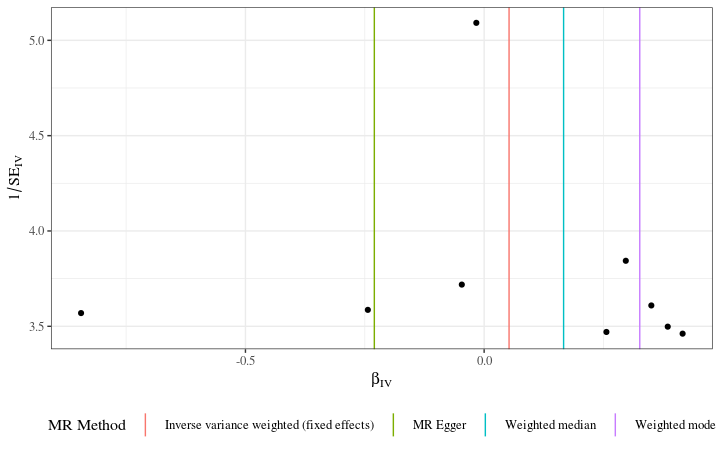 5.0
4.5
4.0
3.5
1/SE_IV
-0.5
0.0
β_IV
MR Method
Inverse variance weighted (fixed effects)
MR Egger
Weighted median
Weighted mode